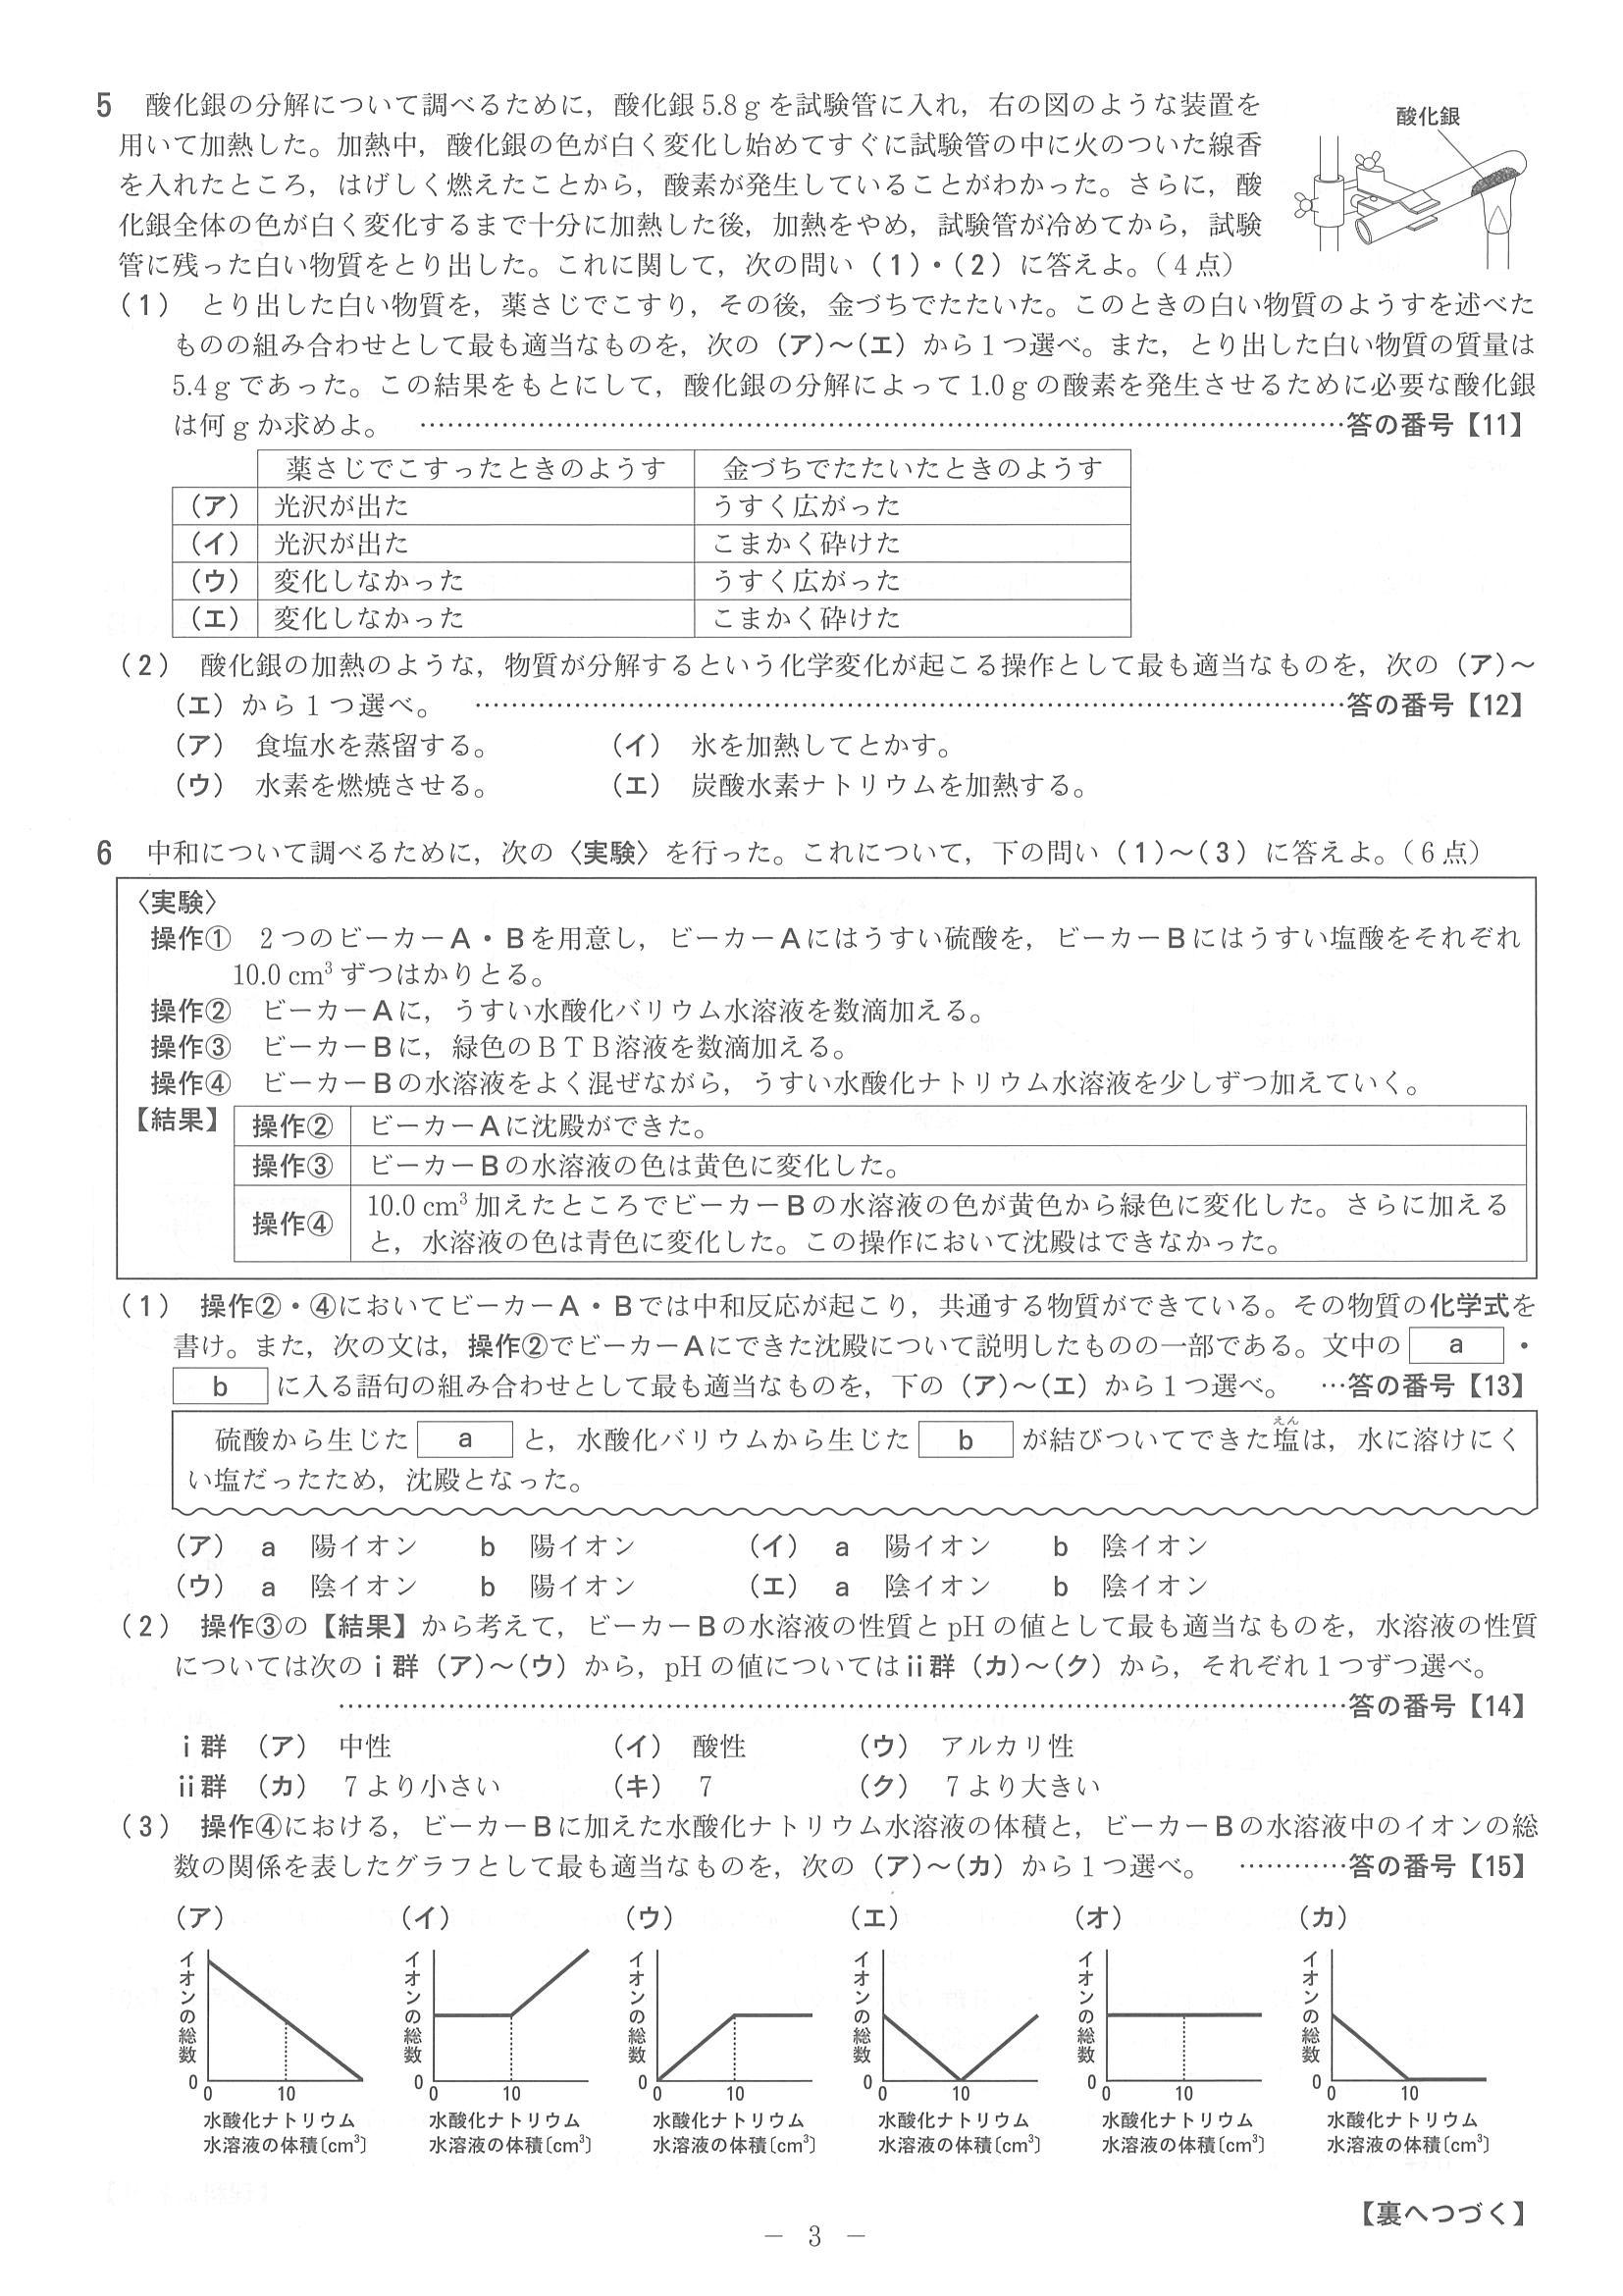 5　酸化銀の分解について調べるために，酸化銀5.8 g を試験管に入れ，右の図のような装置を
用いて加熱した。加熱中，酸化銀の色が白く変化し始めてすぐに試験管の中に火のついた線香
を入れたところ，はげしく燃えたことから，酸素が発生していることがわかった。さらに，酸
化銀全体の色が白く変化するまで十分に加熱した後，加熱をやめ，試験管が冷めてから，試験
管に残った白い物質をとり出した。これに関して，次の問い（1）・（2）に答えよ。（4点）
酸化銀
（1）　とり出した白い物質を，薬さじでこすり，その後，金づちでたたいた。このときの白い物質のようすを述べた
ものの組み合わせとして最も適当なものを，次の（ア）～（エ）から1つ選べ。また，とり出した白い物質の質量は
5.4 g であった。この結果をもとにして，酸化銀の分解によって1.0 g の酸素を発生させるために必要な酸化銀
は何 g か求めよ。 ……………………答の番号【11】
薬さじでこすったときのようす　金づちでたたいたときのようす
（ア）　光沢が出た　うすく広がった
（イ）　光沢が出た　こまかく砕けた
（ウ）　変化しなかった　うすく広がった
（エ）　変化しなかった　こまかく砕けた
（2）　酸化銀の加熱のような，物質が分解するという化学変化が起こる操作として最も適当なものを，次の（ア）～
（エ）から1つ選べ。 ……………………答の番号【12】
（ア）　食塩水を蒸留する。　（イ）　氷を加熱してとかす。
（ウ）　水素を燃焼させる。　（エ）　炭酸水素ナトリウムを加熱する。
6　中和について調べるために，次の〈実験〉を行った。これについて，下の問い（1）～（3）に答えよ。（6点）
〈実験〉
操作①　2つのビーカーA・Bを用意し，ビーカーAにはうすい硫酸を，ビーカーBにはうすい塩酸をそれぞれ
10.0 cm³ ずつはかりとる。
操作②　ビーカーAに，うすい水酸化バリウム水溶液を数滴加える。
操作③　ビーカーBに，緑色のBTB溶液を数滴加える。
操作④　ビーカーBの水溶液をよく混ぜながら，うすい水酸化ナトリウム水溶液を少しずつ加えていく。
【結果】　操作②　ビーカーAに沈殿ができた。
操作③　ビーカーBの水溶液の色は黄色に変化した。
操作④　10.0 cm³ 加えたところでビーカーBの水溶液の色が黄色から緑色に変化した。さらに加える
と，水溶液の色は青色に変化した。この操作において沈殿はできなかった。
（1）　操作②・④においてビーカーA・Bでは中和反応が起こり，共通する物質ができている。その物質の化学式を
書け。また，次の文は，操作②でビーカーAにできた沈殿について説明したものの一部である。文中の a ・
b に入る語句の組み合わせとして最も適当なものを，下の（ア）～（エ）から1つ選べ。 …答の番号【13】
硫酸から生じた a と，水酸化バリウムから生じた b が結びついてできた塩（えん）は，水に溶けにく
い塩だったため，沈殿となった。
（ア）　a　陽イオン　b　陽イオン　（イ）　a　陽イオン　b　陰イオン
（ウ）　a　陰イオン　b　陽イオン　（エ）　a　陰イオン　b　陰イオン
（2）　操作③の【結果】から考えて，ビーカーBの水溶液の性質とpHの値として最も適当なものを，水溶液の性質
については次のⅰ群（ア）～（ウ）から，pHの値についてはⅱ群（カ）～（ク）から，それぞれ1つずつ選べ。
……………………答の番号【14】
ⅰ群　（ア）　中性　（イ）　酸性　（ウ）　アルカリ性
ⅱ群　（カ）　7より小さい　（キ）　7　（ク）　7より大きい
（3）　操作④における，ビーカーBに加えた水酸化ナトリウム水溶液の体積と，ビーカーBの水溶液中のイオンの総
数の関係を表したグラフとして最も適当なものを，次の（ア）～（カ）から1つ選べ。 …………答の番号【15】
（ア）
イオンの総数
0
0　10
水酸化ナトリウム
水溶液の体積〔cm³〕
（イ）
イオンの総数
0
0　10
水酸化ナトリウム
水溶液の体積〔cm³〕
（ウ）
イオンの総数
0
0　10
水酸化ナトリウム
水溶液の体積〔cm³〕
（エ）
イオンの総数
0
0　10
水酸化ナトリウム
水溶液の体積〔cm³〕
（オ）
イオンの総数
0
0　10
水酸化ナトリウム
水溶液の体積〔cm³〕
（カ）
イオンの総数
0
0　10
水酸化ナトリウム
水溶液の体積〔cm³〕
【裏へつづく】
－ 3 －